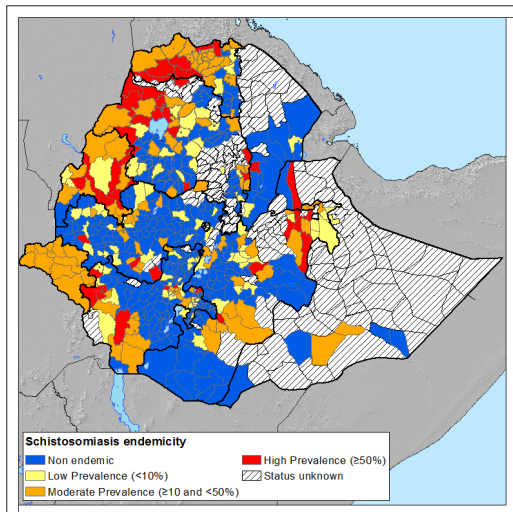 Schistosomiasis endemicity
Non endemic
High Prevalence (≥50%)
Low Prevalence (<10%)
Status unknown
Moderate Prevalence (≥10 and <50%)